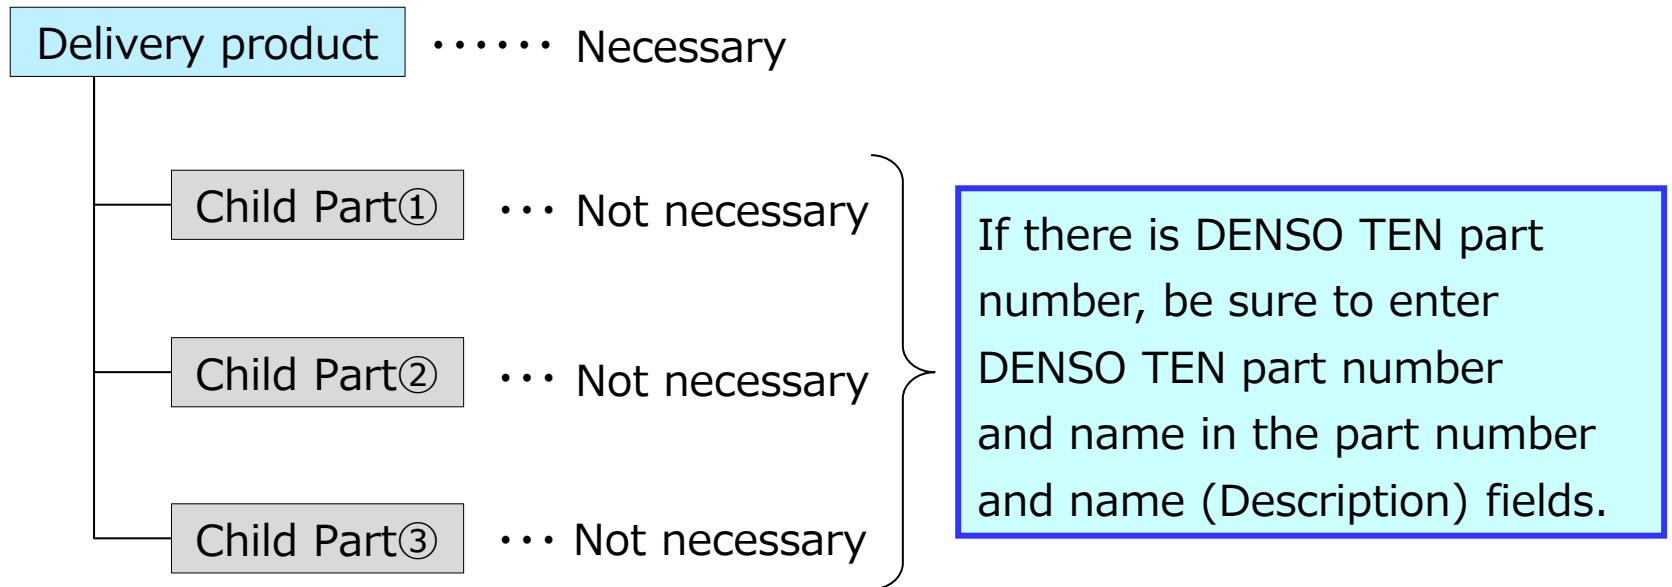 Delivery product ・・・・・・ Necessary
Child Part① ・・・ Not necessary
Child Part② ・・・ Not necessary
Child Part③ ・・・ Not necessary
If there is DENSO TEN part
number, be sure to enter
DENSO TEN part number
and name in the part number
and name (Description) fields.